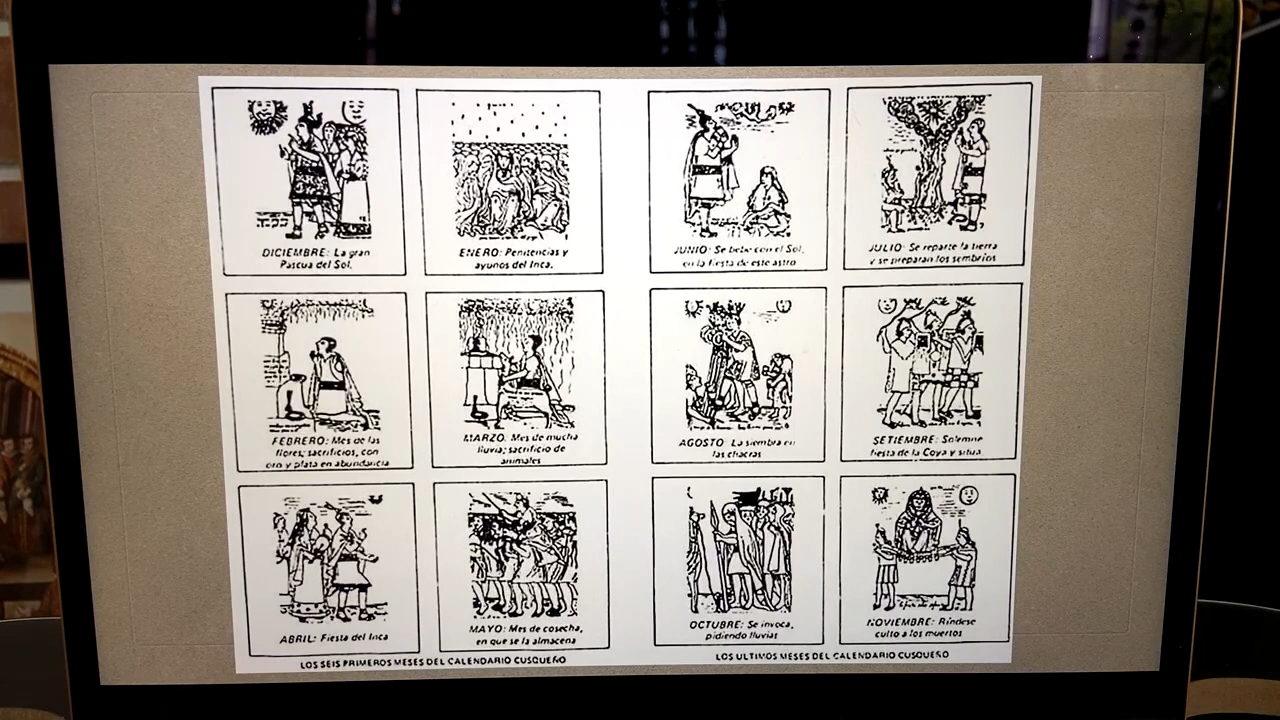 DICIEMBRE: La gran
Pascua del Sol.
ENERO: Penitencias y
ayunos del Inca.
FEBRERO: Mes de las
flores; sacrificios, con
oro y plata en abundancia
MARZO. Mes de mucha
lluvia; sacrificio de
animales
ABRIL: Fiesta del Inca
MAYO: Mes de cosecha,
en que se la almacena
LOS SEIS PRIMEROS MESES DEL CALENDARIO CUSQUEÑO
JUNIO: Se bebe con el Sol,
en la fiesta de este astro
JULIO: Se reparte la tierra
y se preparan los sembríos
AGOSTO: La siembra en
las chacras
SETIEMBRE: Solemne
fiesta de la Coya y situa.
OCTUBRE: Se invoca,
pidiendo lluvias
NOVIEMBRE: Ríndese
culto a los muertos
LOS ULTIMOS MESES DEL CALENDARIO CUSQUEÑO